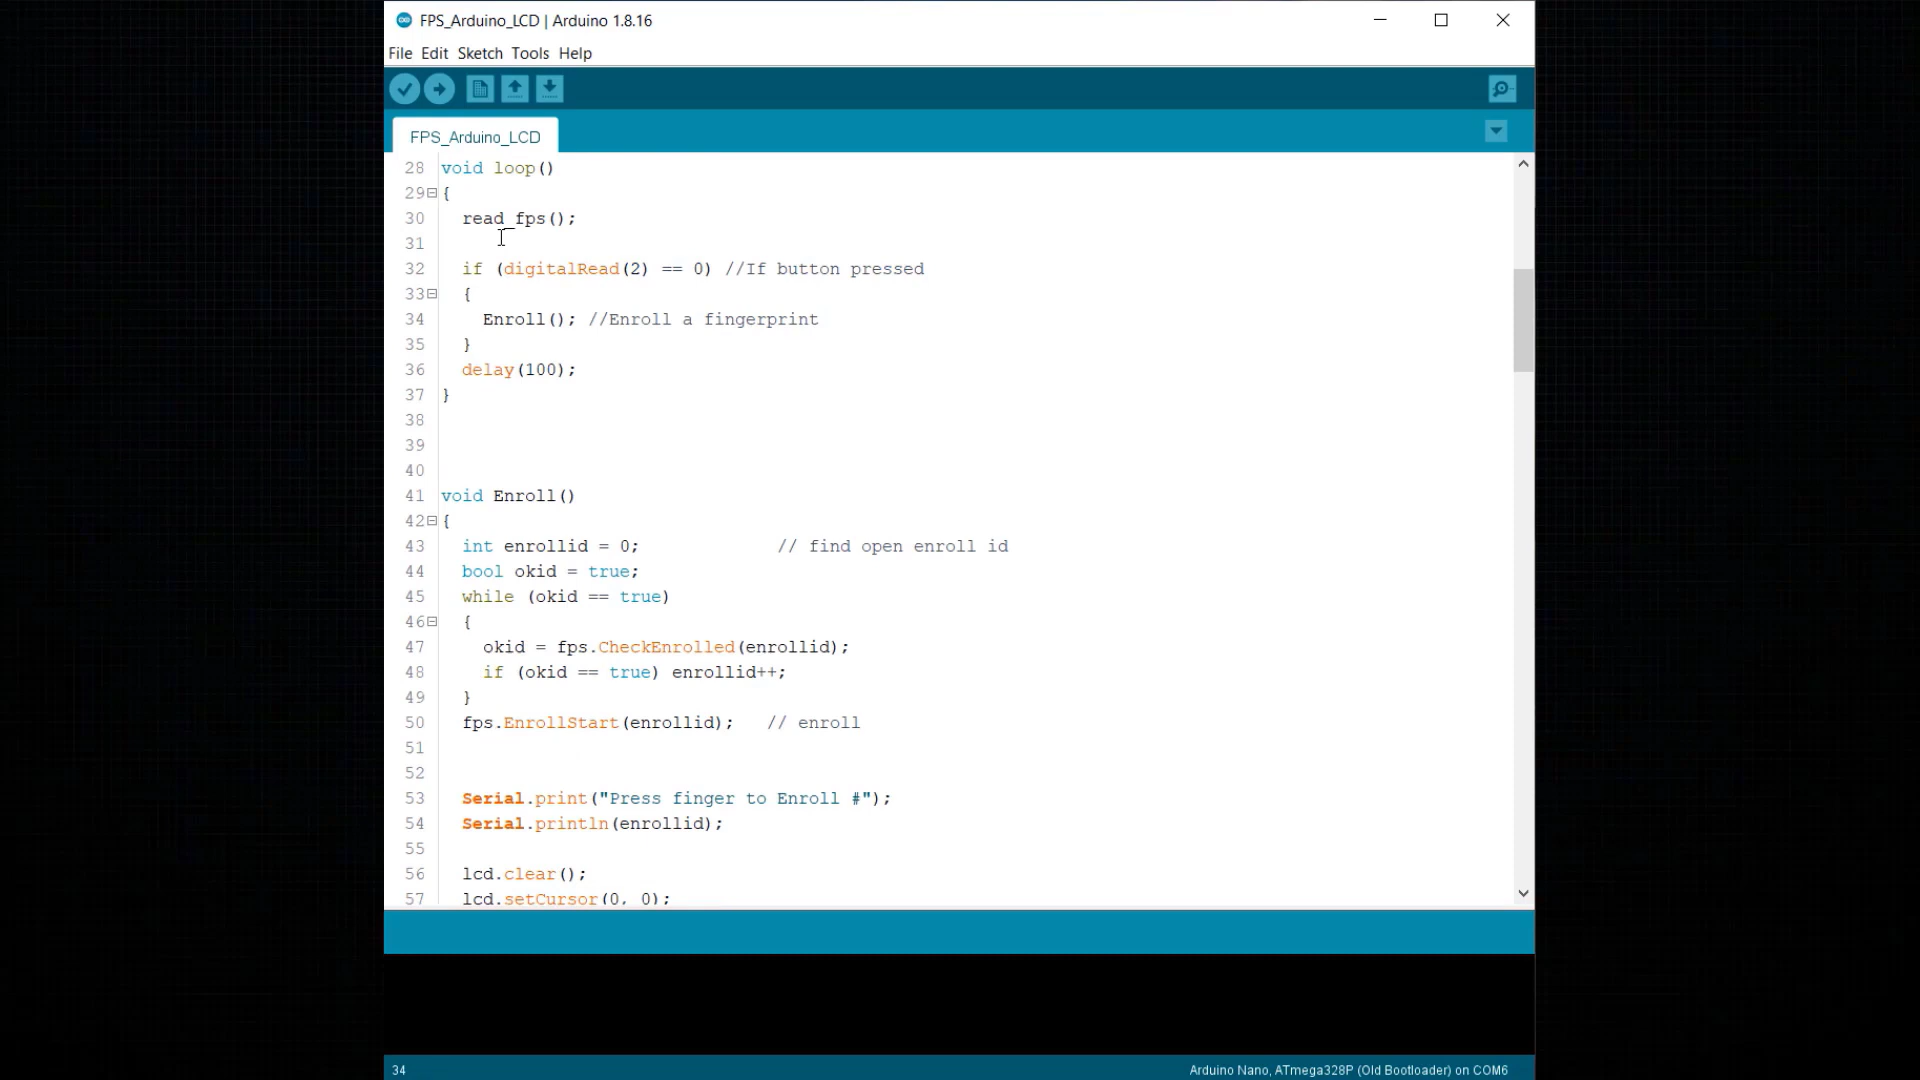 FPS_Arduino_LCD | Arduino 1.8.16
File Edit Sketch Tools Help
FPS_Arduino_LCD
28 void loop()
29 {
30 read_fps();
31
32 if (digitalRead(2) == 0) //If button pressed
33 {
34 Enroll(); //Enroll a fingerprint
35 }
36 delay(100);
37 }
38
39
40
41 void Enroll()
42 {
43 int enrollid = 0; // find open enroll id
44 bool okid = true;
45 while (okid == true)
46 {
47 okid = fps.CheckEnrolled(enrollid);
48 if (okid == true) enrollid++;
49 }
50 fps.EnrollStart(enrollid); // enroll
51
52
53 Serial.print("Press finger to Enroll #");
54 Serial.println(enrollid);
55
56 lcd.clear();
57 lcd.setCursor(0, 0);
34 Arduino Nano, ATmega328P (Old Bootloader) on COM6